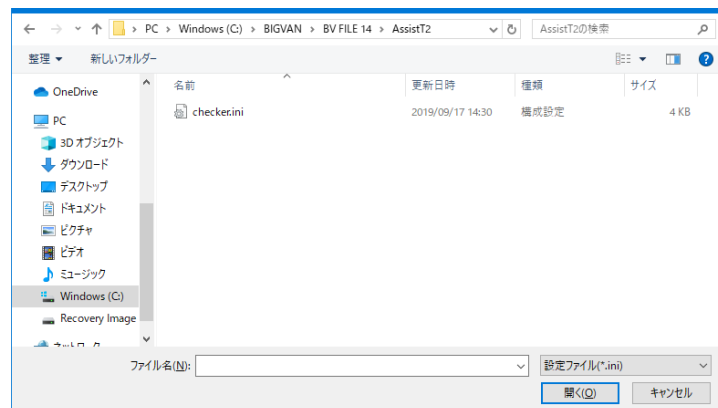 PC › Windows (C:) › BIGVAN › BV FILE 14 › AssistT2
AssistT2の検索
整理
新しいフォルダー
名前
更新日時
種類
サイズ
checker.ini
2019/09/17 14:30
構成設定
4 KB
OneDrive
PC
3D オブジェクト
ダウンロード
デスクトップ
ドキュメント
ピクチャ
ビデオ
ミュージック
Windows (C:)
Recovery Image
ネットワーク
ファイル名(N):
設定ファイル(*.ini)
開く(O)
キャンセル